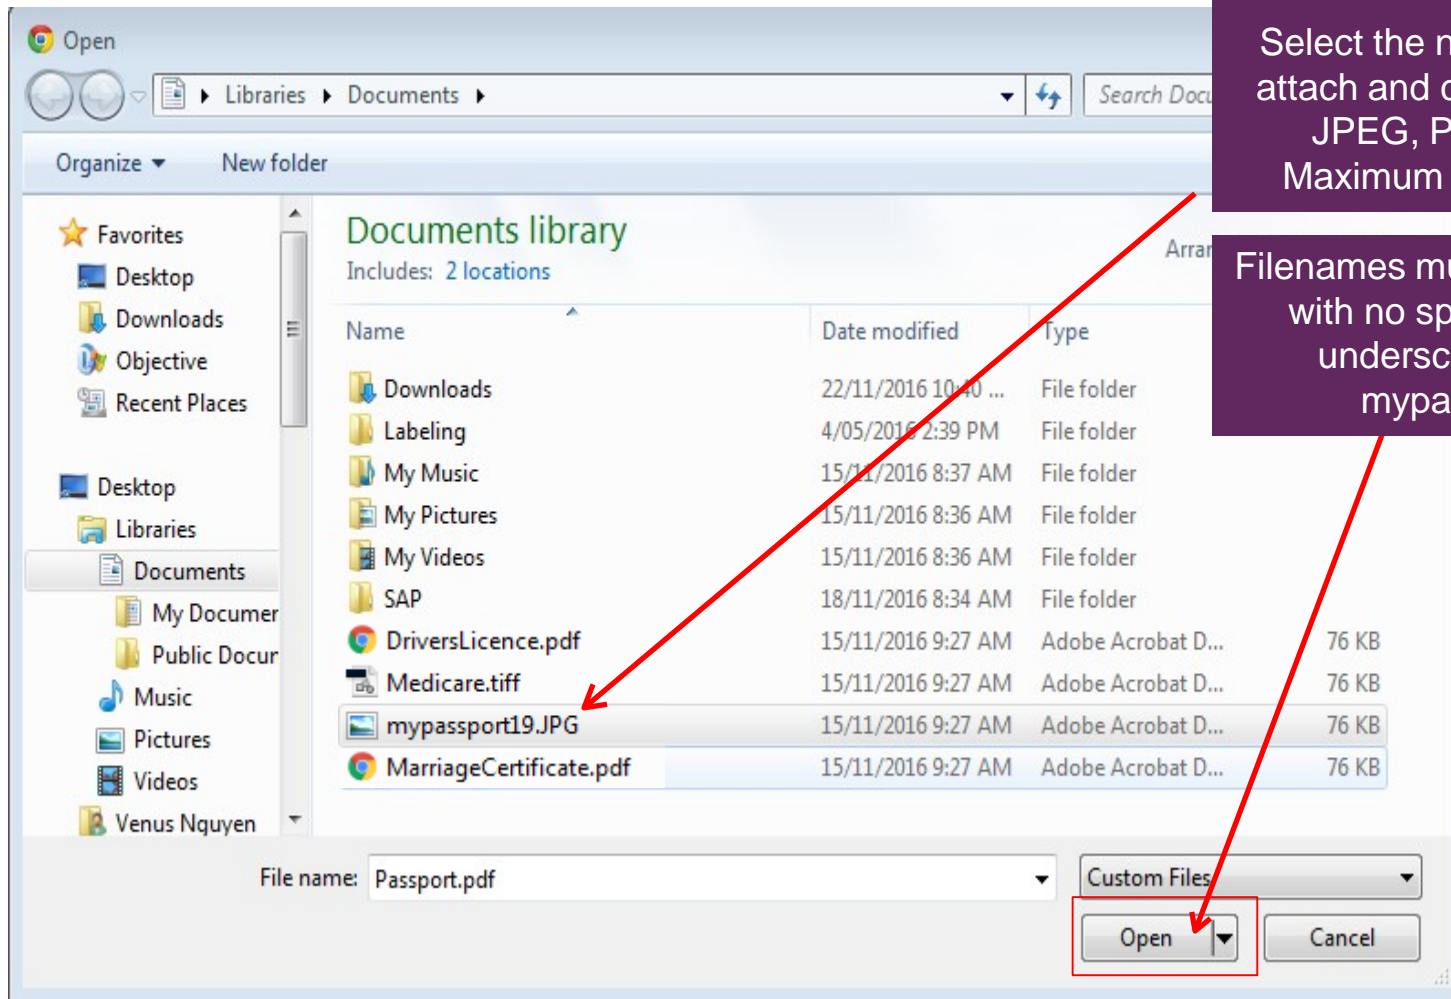 Open
Libraries Documents
Search Docu
Organize New folder
Select the
attach and
JPEG,
Maximum
Filenames
with no
mypa
Favorites
Desktop
Downloads
Objective
Recent Places
Desktop
Libraries
Documents
My Documen
Public Docur
Music
Pictures
Videos
Venus Nguyen
Documents library
Includes: 2 locations
Arrar
Name Date modified Type
Downloads 22/11/2016 10:40 ... File folder
Labeling 4/05/2016 2:39 PM File folder
My Music 15/11/2016 8:37 AM File folder
My Pictures 15/11/2016 8:36 AM File folder
My Videos 15/11/2016 8:36 AM File folder
SAP 18/11/2016 8:34 AM File folder
DriversLicence.pdf 15/11/2016 9:27 AM Adobe Acrobat D... 76 KB
Medicare.tiff 15/11/2016 9:27 AM Adobe Acrobat D... 76 KB
mypassport19.JPG 15/11/2016 9:27 AM Adobe Acrobat D... 76 KB
MarriageCertificate.pdf 15/11/2016 9:27 AM Adobe Acrobat D... 76 KB
File name: Passport.pdf Custom Files
Open Cancel